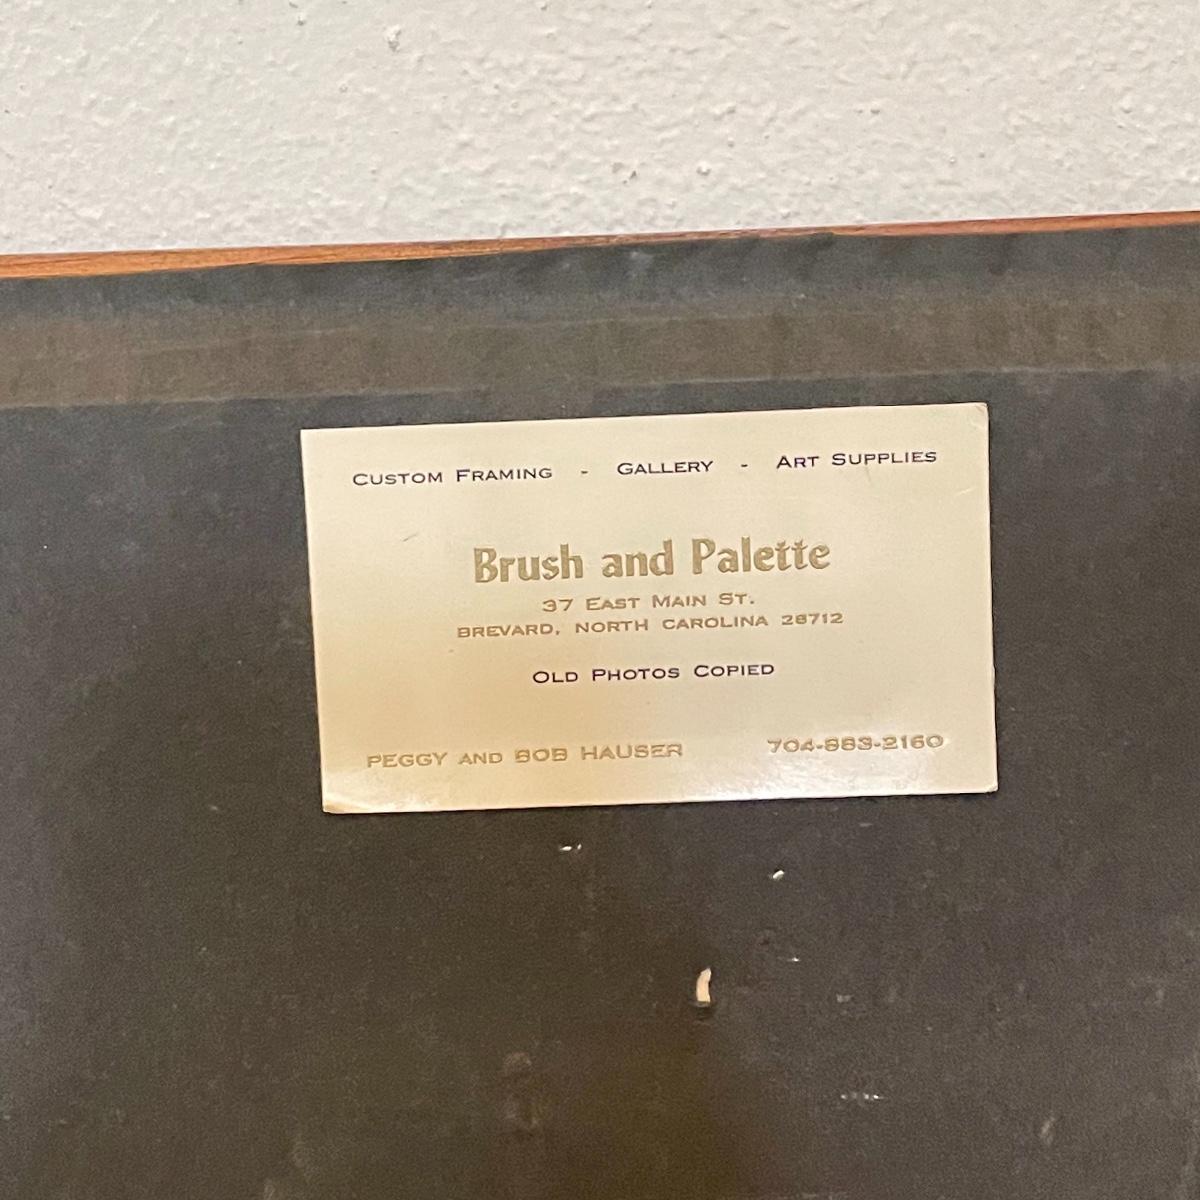 Custom Framing - Gallery - Art Supplies
Brush and Palette
37 East Main St.
Brevard, North Carolina 28712
Old Photos Copied
Peggy and Bob Hauser 704-883-2160